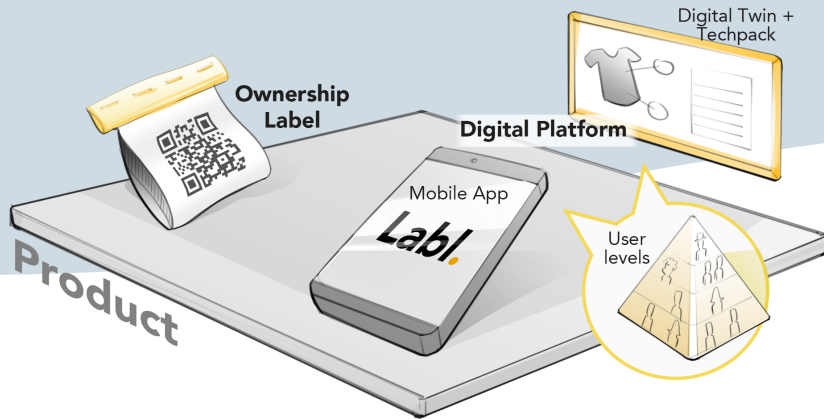 Digital Twin +
Techpack
Ownership
Label
Digital Platform
Mobile App
Labl.
User
levels
Product